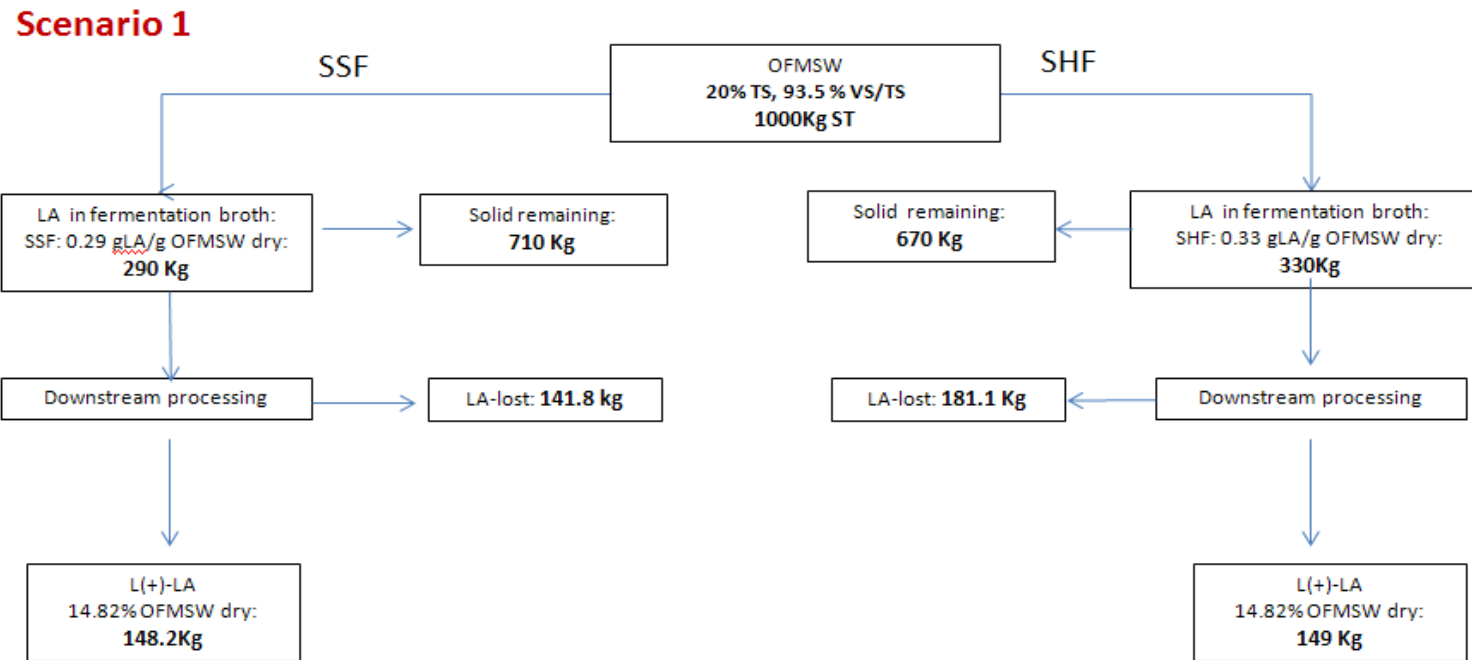 Scenario 1
SSF
SHF
OFMSW
20% TS, 93.5 % VS/TS
1000Kg ST
LA in fermentation broth:
SSF: 0.29 gLA/g OFMSW dry:
290 Kg
Solid remaining:
710 Kg
Solid remaining:
670 Kg
LA in fermentation broth:
SHF: 0.33 gLA/g OFMSW dry:
330Kg
Downstream processing
LA-lost: 141.8 kg
LA-lost: 181.1 Kg
Downstream processing
L(+)-LA
14.82% OFMSW dry:
148.2Kg
L(+)-LA
14.82% OFMSW dry:
149 Kg